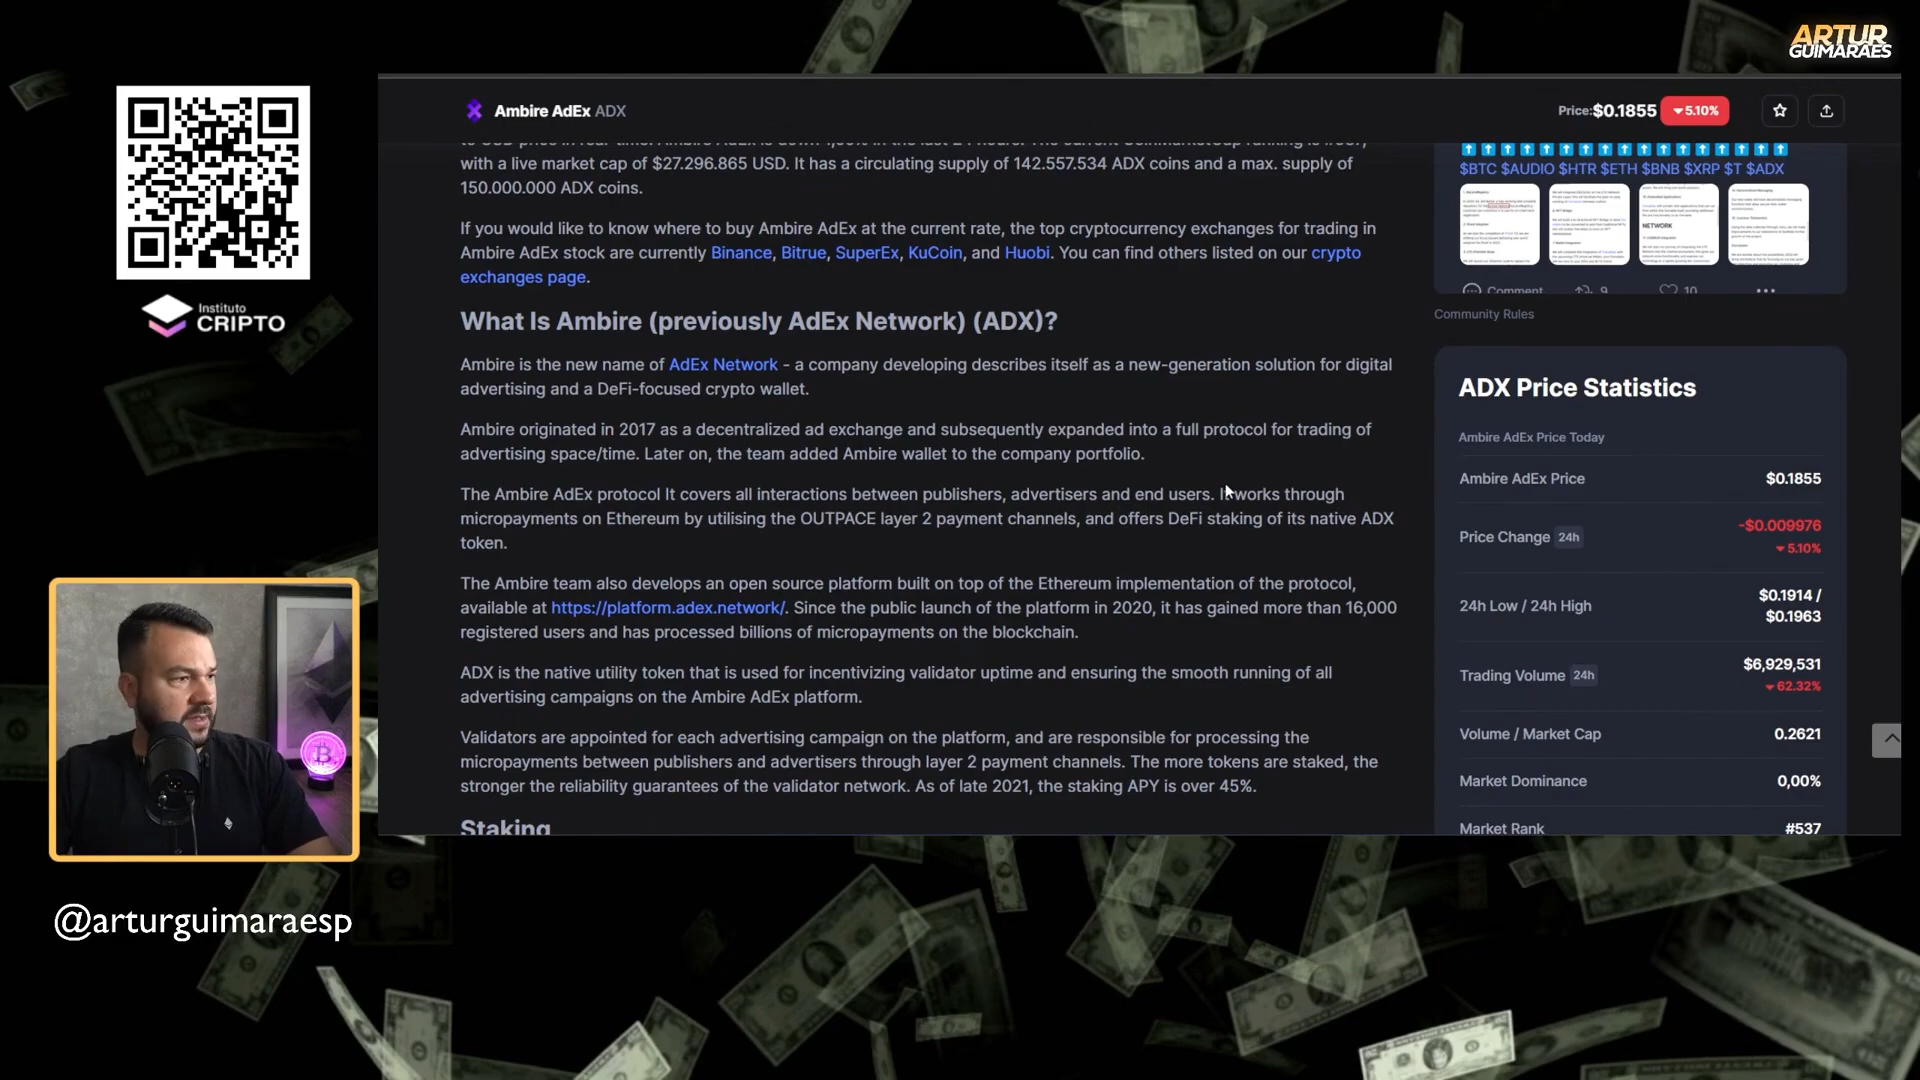 ARTUR
GUIMARAES
Instituto
CRIPTO
@arturguimaraesp
Ambire AdEx ADX
Price:$0.1855
5.10%
with a live market cap of $27.296.865 USD. It has a circulating supply of 142.557.534 ADX coins and a max. supply of
150.000.000 ADX coins.
If you would like to know where to buy Ambire AdEx at the current rate, the top cryptocurrency exchanges for trading in
Ambire AdEx stock are currently Binance, Bitrue, SuperEx, KuCoin, and Huobi. You can find others listed on our crypto
exchanges page.
What Is Ambire (previously AdEx Network) (ADX)?
Ambire is the new name of AdEx Network - a company developing describes itself as a new-generation solution for digital
advertising and a DeFi-focused crypto wallet.
Ambire originated in 2017 as a decentralized ad exchange and subsequently expanded into a full protocol for trading of
advertising space/time. Later on, the team added Ambire wallet to the company portfolio.
The Ambire AdEx protocol It covers all interactions between publishers, advertisers and end users. It works through
micropayments on Ethereum by utilising the OUTPACE layer 2 payment channels, and offers DeFi staking of its native ADX
token.
The Ambire team also develops an open source platform built on top of the Ethereum implementation of the protocol,
available at https://platform.adex.network/. Since the public launch of the platform in 2020, it has gained more than 16,000
registered users and has processed billions of micropayments on the blockchain.
ADX is the native utility token that is used for incentivizing validator uptime and ensuring the smooth running of all
advertising campaigns on the Ambire AdEx platform.
Validators are appointed for each advertising campaign on the platform, and are responsible for processing the
micropayments between publishers and advertisers through layer 2 payment channels. The more tokens are staked, the
stronger the reliability guarantees of the validator network. As of late 2021, the staking APY is over 45%.
Staking
$BTC $AUDIO $HTR $ETH $BNB $XRP $T $ADX
NETWORK
Comment 9 10
Community Rules
ADX Price Statistics
Ambire AdEx Price Today
Ambire AdEx Price $0.1855
Price Change 24h -$0.009976
5.10%
24h Low / 24h High $0.1914 /
$0.1963
Trading Volume 24h $6,929,531
62.32%
Volume / Market Cap 0.2621
Market Dominance 0,00%
Market Rank #537